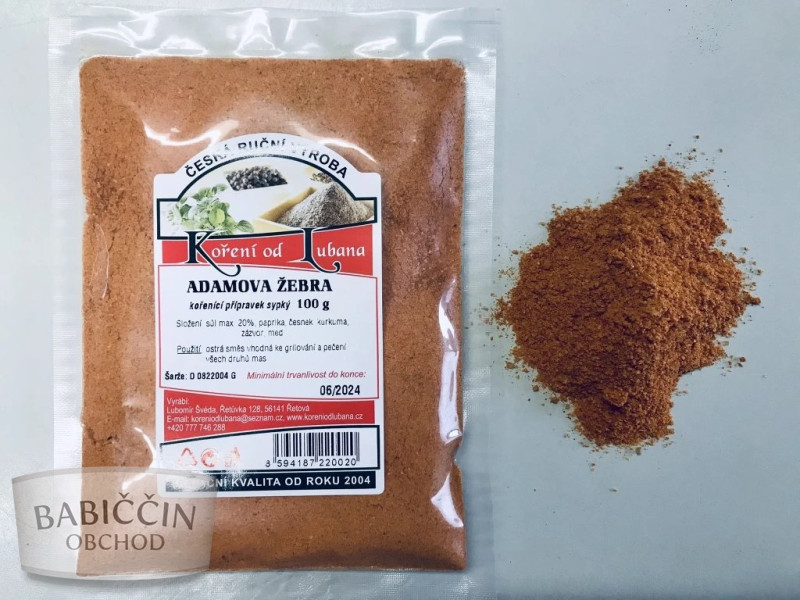 ČESKÁ RUČNÍ VÝROBA
Koření od Lubana
ADAMOVA ŽEBRA
kořenící přípravek sypký 100 g
Složení sůl max. 20%, paprika, česnek, kurkuma,
zázvor, med
Použití ostrá směs vhodná ke grilování a pečení
všech druhů mas
Šarže: D 0822004 G Minimální trvanlivost do konce:
06/2024
Vyrábí:
Lubomír Švéda, Řetůvka 128, 56141 Řetová
E-mail: koreniodlubana@seznam.cz, www.koreniodlubana.cz
+420 777 746 288
8 594187 220020
KVALITA OD ROKU 2004
BABIČČIN
OBCHOD